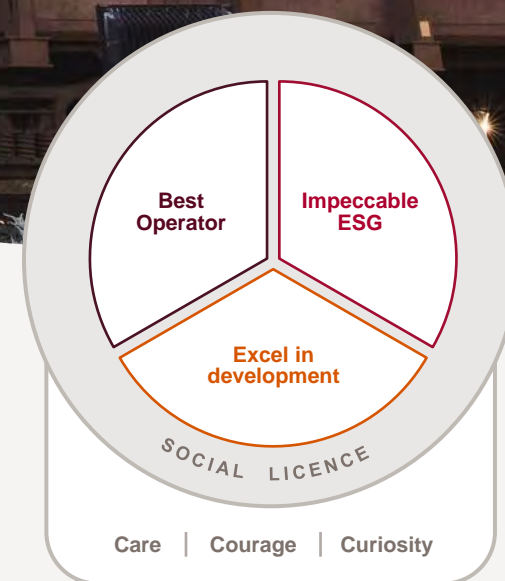 Best
Operator
Impeccable
ESG
Excel in
development
SOCIAL LICENCE
Care | Courage | Curiosity